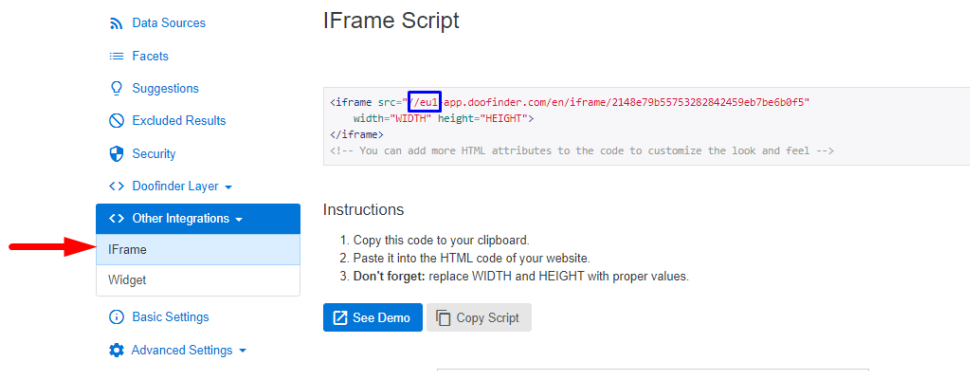 Data Sources
Facets
Suggestions
Excluded Results
Security
Doofinder Layer
Other Integrations
IFrame
Widget
Basic Settings
Advanced Settings
IFrame Script
<iframe src="//eu1-app.doofinder.com/en/iframe/2148e79b55753282842459eb7be6b0f5"
width="WIDTH" height="HEIGHT">
</iframe>
<!-- You can add more HTML attributes to the code to customize the look and feel -->
Instructions
1. Copy this code to your clipboard.
2. Paste it into the HTML code of your website.
3. Don't forget: replace WIDTH and HEIGHT with proper values.
See Demo
Copy Script